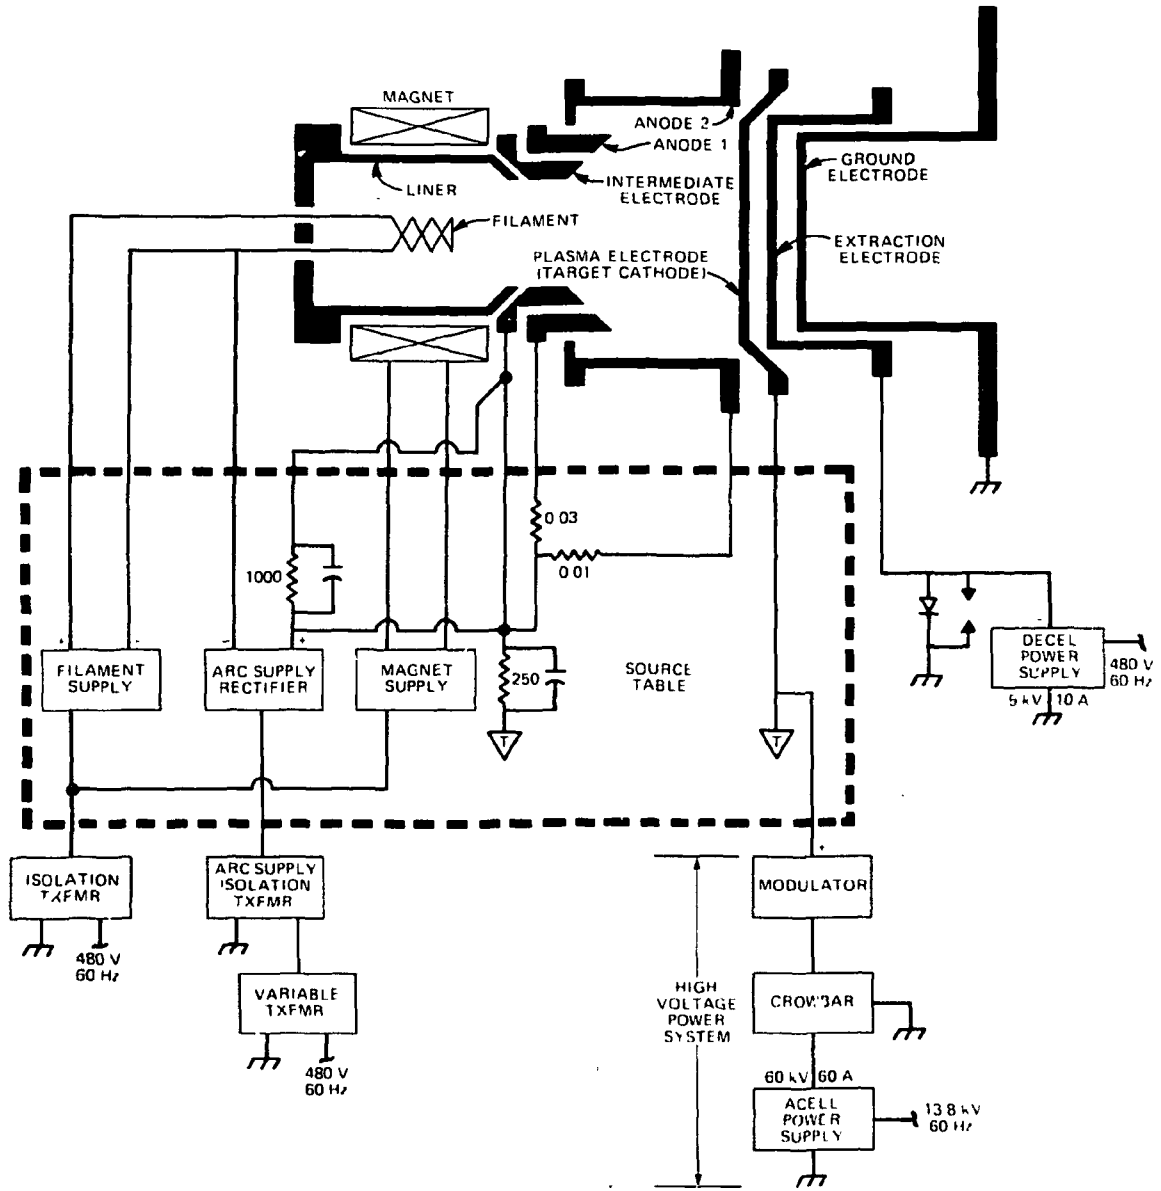 MAGNET
ANODE 2
ANODE 1
LINER
INTERMEDIATE
ELECTRODE
GROUND
ELECTRODE
FILAMENT
PLASMA ELECTRODE
(TARGET CATHODE)
EXTRACTION
ELECTRODE
0 03
0 01
1000
+
-
-
+
FILAMENT
SUPPLY
ARC SUPPLY
RECTIFIER
MAGNET
SUPPLY
250
SOURCE
TABLE
-
DECEL
POWER
SUPPLY
480 V
60 Hz
5 kV
10 A
T
T
+
ISOLATION
TXFMR
ARC SUPPLY
ISOLATION
TXFMR
MODULATOR
480 V
60 Hz
VARIABLE
TXFMR
HIGH
VOLTAGE
POWER
SYSTEM
CROWBAR
480 V
60 Hz
60 kV
60 A
ACELL
POWER
SUPPLY
13.8 kV
60 Hz